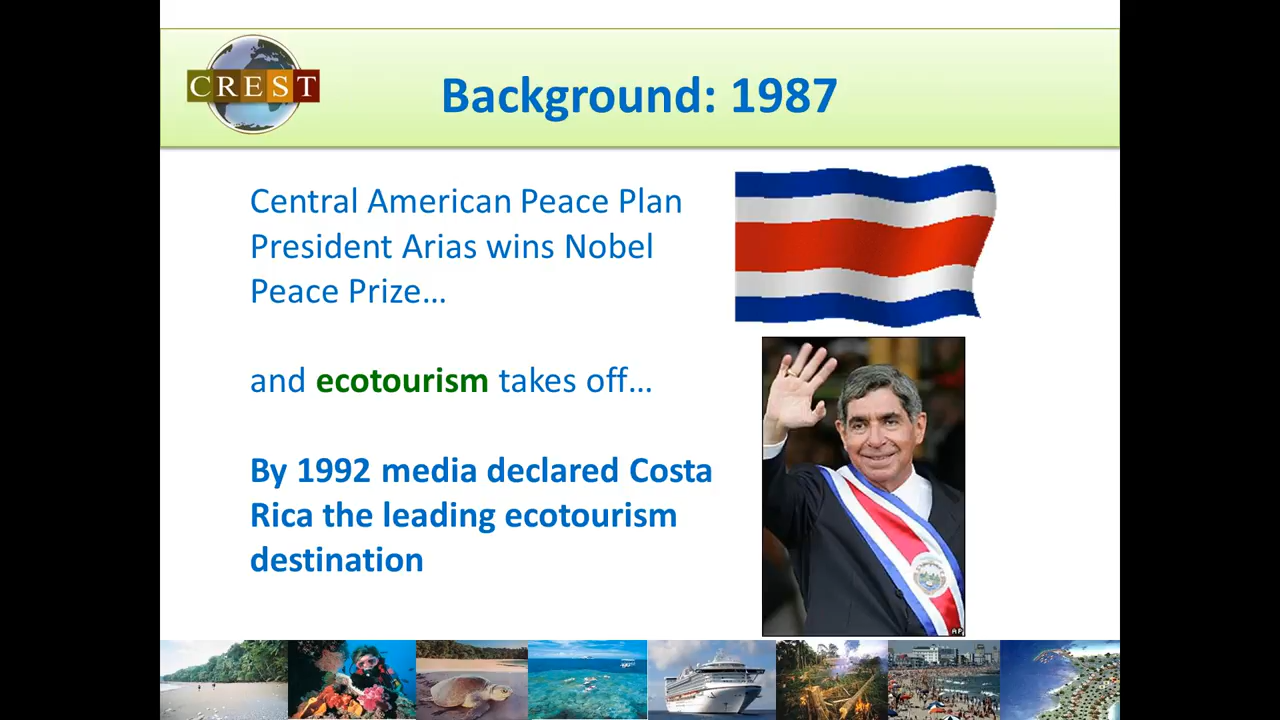 CREST
Background: 1987
Central American Peace Plan
President Arias wins Nobel
Peace Prize…
and ecotourism takes off…
By 1992 media declared Costa
Rica the leading ecotourism
destination
AP